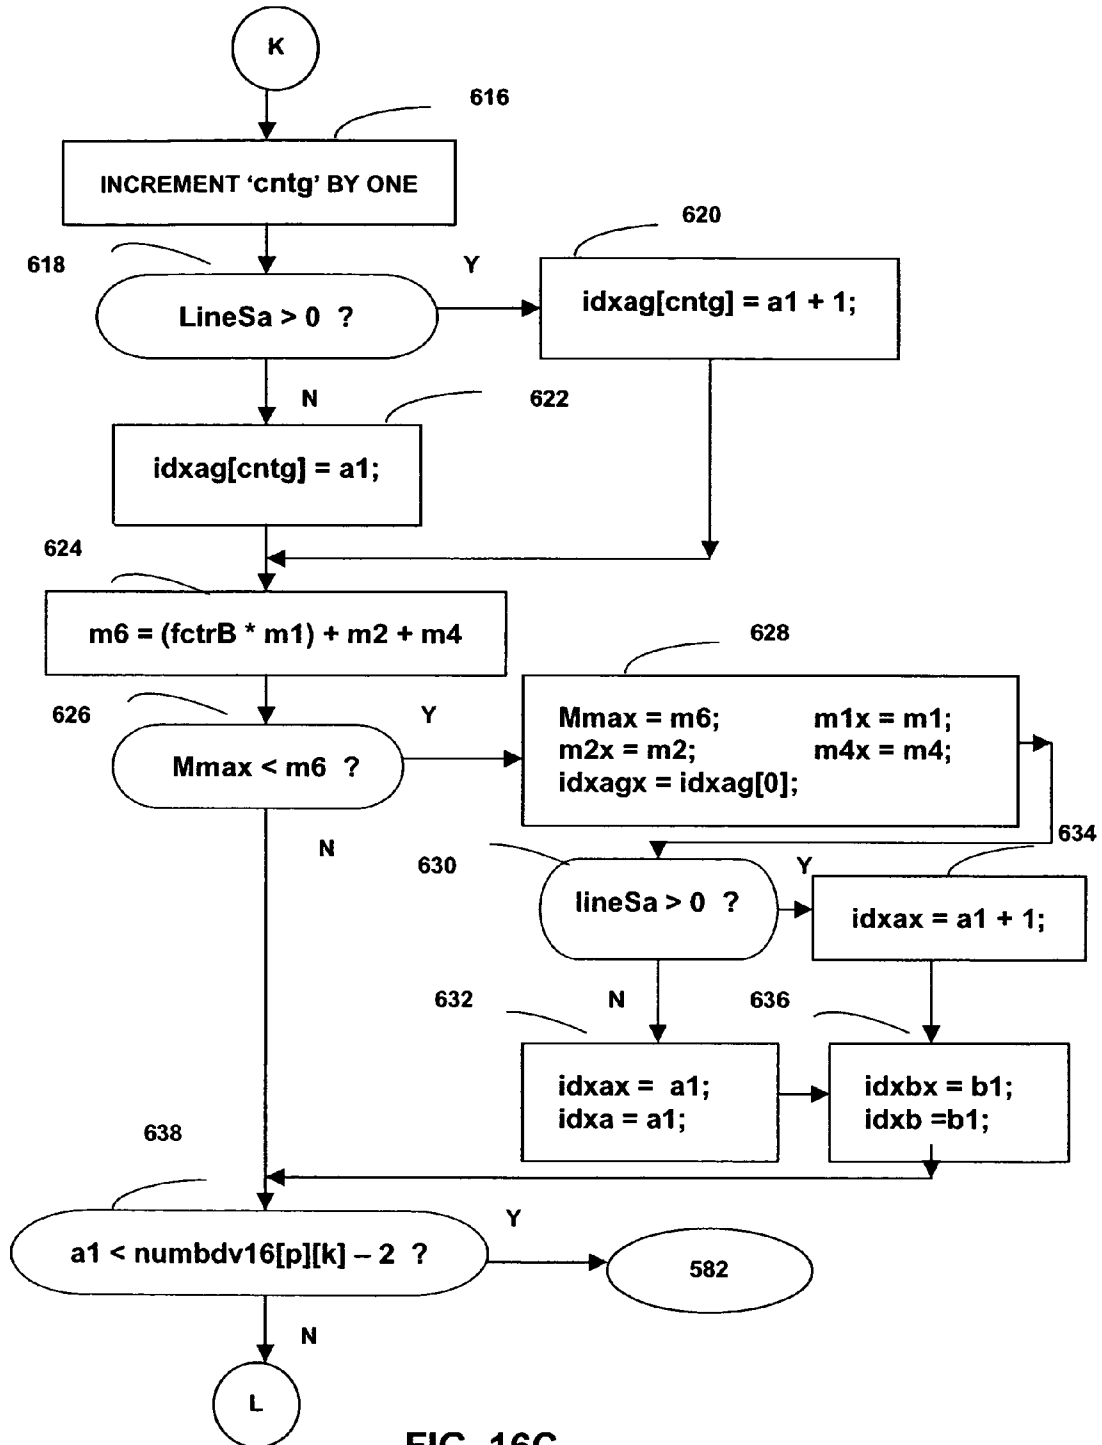 K
616
INCREMENT ‘cntg’ BY ONE
620
618
Y
LineSa > 0 ?
idxag[cntg] = a1 + 1;
N
622
idxag[cntg] = a1;
624
m6 = (fctrB * m1) + m2 + m4
628
626
Y
Mmax = m6; m1x = m1;
m2x = m2; m4x = m4;
idxagx = idxag[0];
Mmax < m6 ?
N
634
630
Y
lineSa > 0 ?
idxax = a1 + 1;
632
N
636
idxax = a1;
idxa = a1;
idxbx = b1;
idxb =b1;
638
Y
a1 < numbdv16[p][k] – 2 ?
582
N
L
FIG. 16C